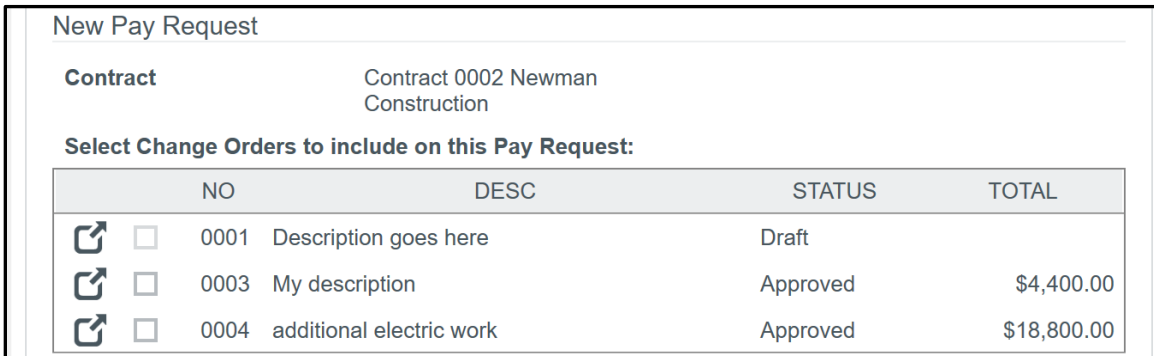 New Pay Request
Contract Contract 0002 Newman
Construction
Select Change Orders to include on this Pay Request:
NO DESC STATUS TOTAL
0001 Description goes here Draft
0003 My description Approved $4,400.00
0004 additional electric work Approved $18,800.00